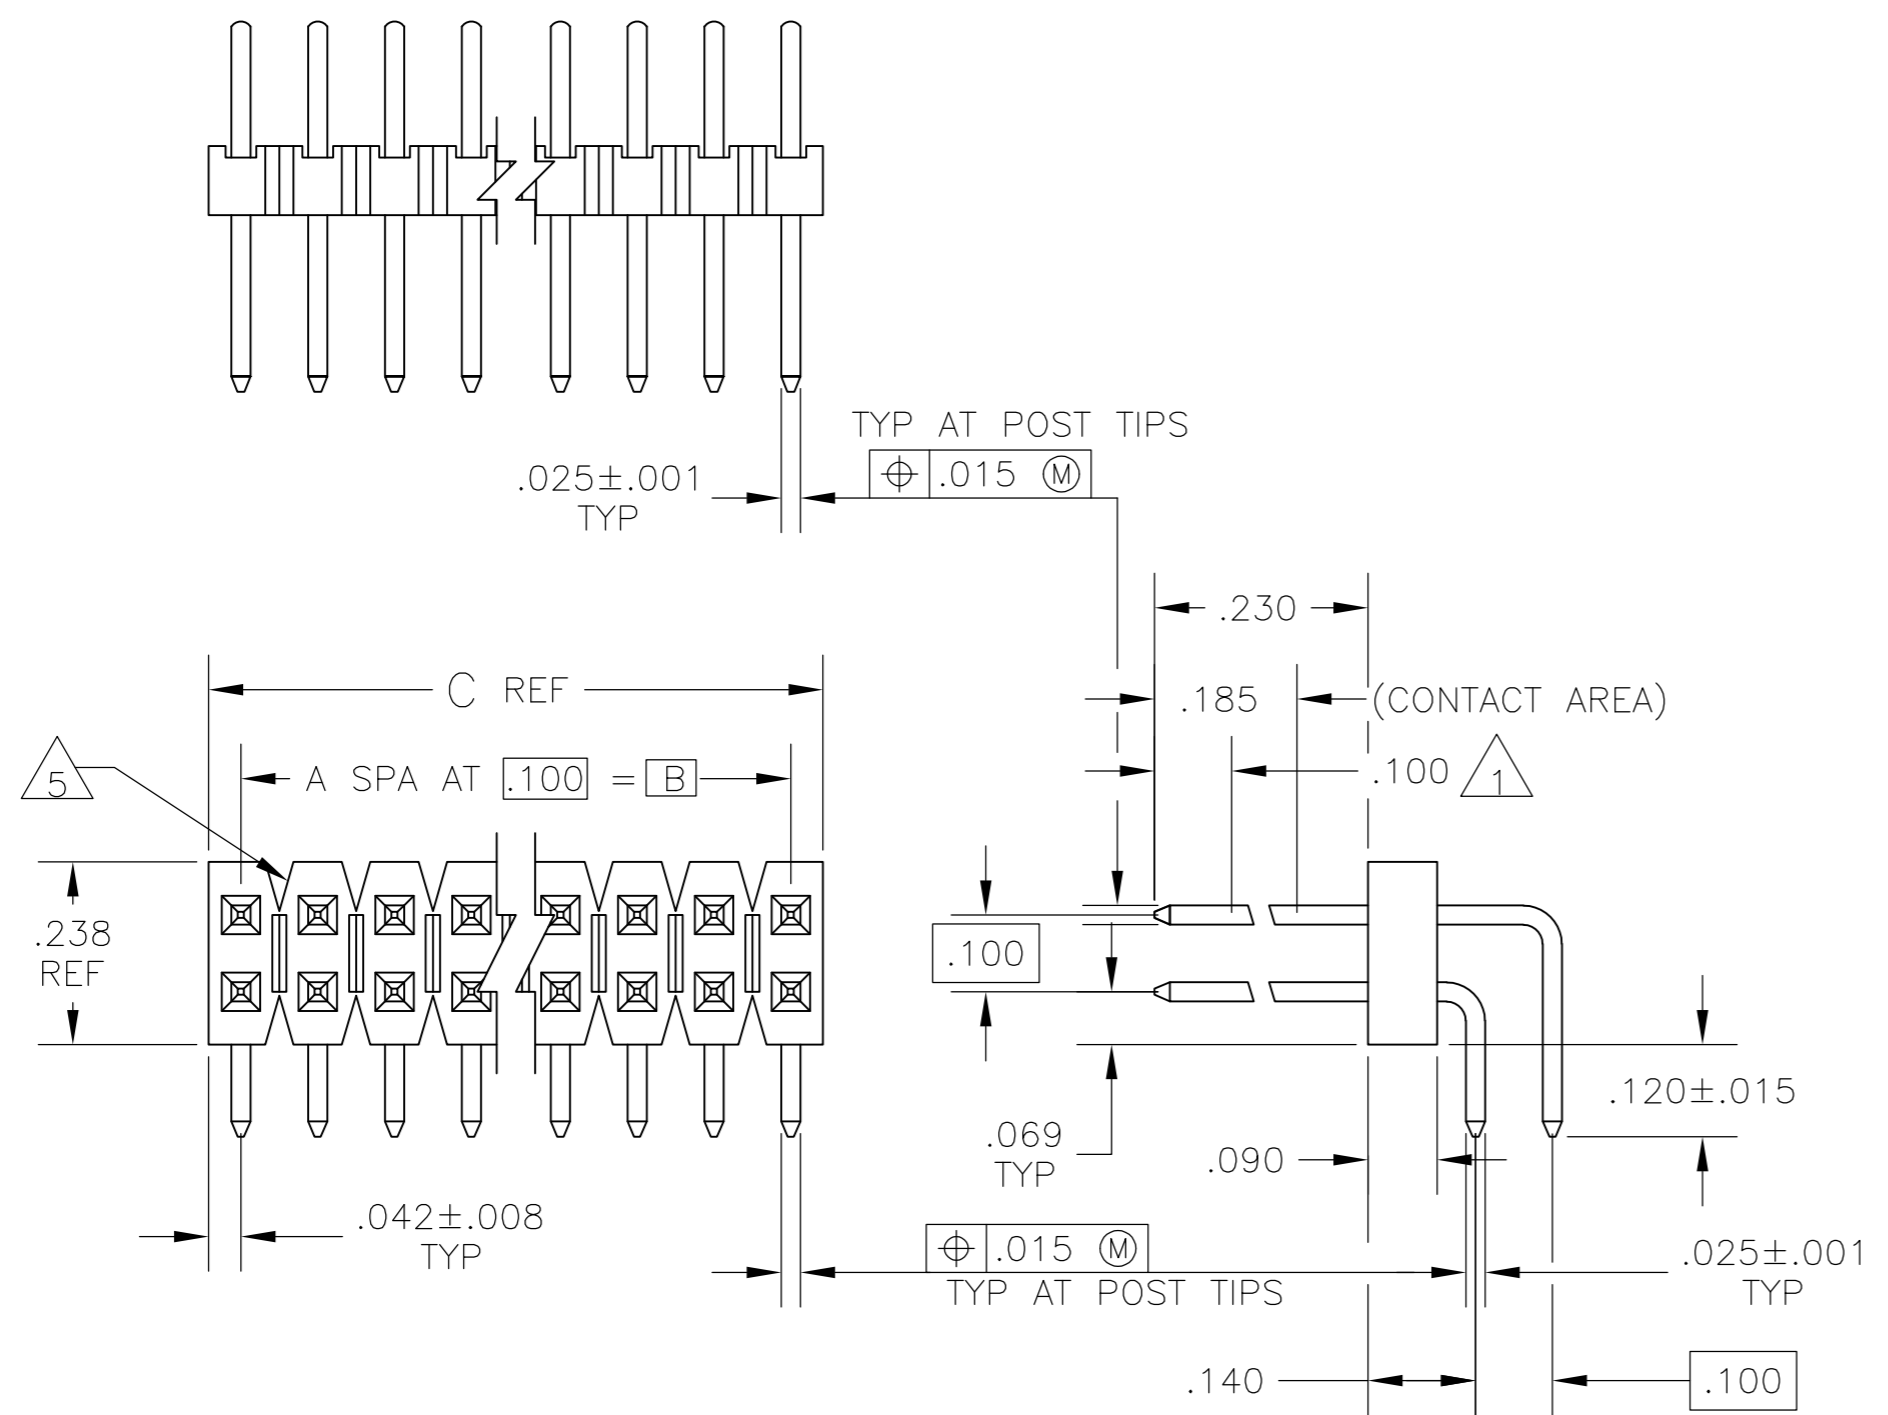 TYP AT POST TIPS
⌖ .015 Ⓜ
.025±.001
TYP
.230
C REF
.185 (CONTACT AREA)
5
A SPA AT .100 = B
.100 1
.238
REF
.100
.120±.015
.069
TYP
.090
.042±.008
TYP
⌖ .015 Ⓜ
TYP AT POST TIPS
.025±.001
TYP
.140
.100